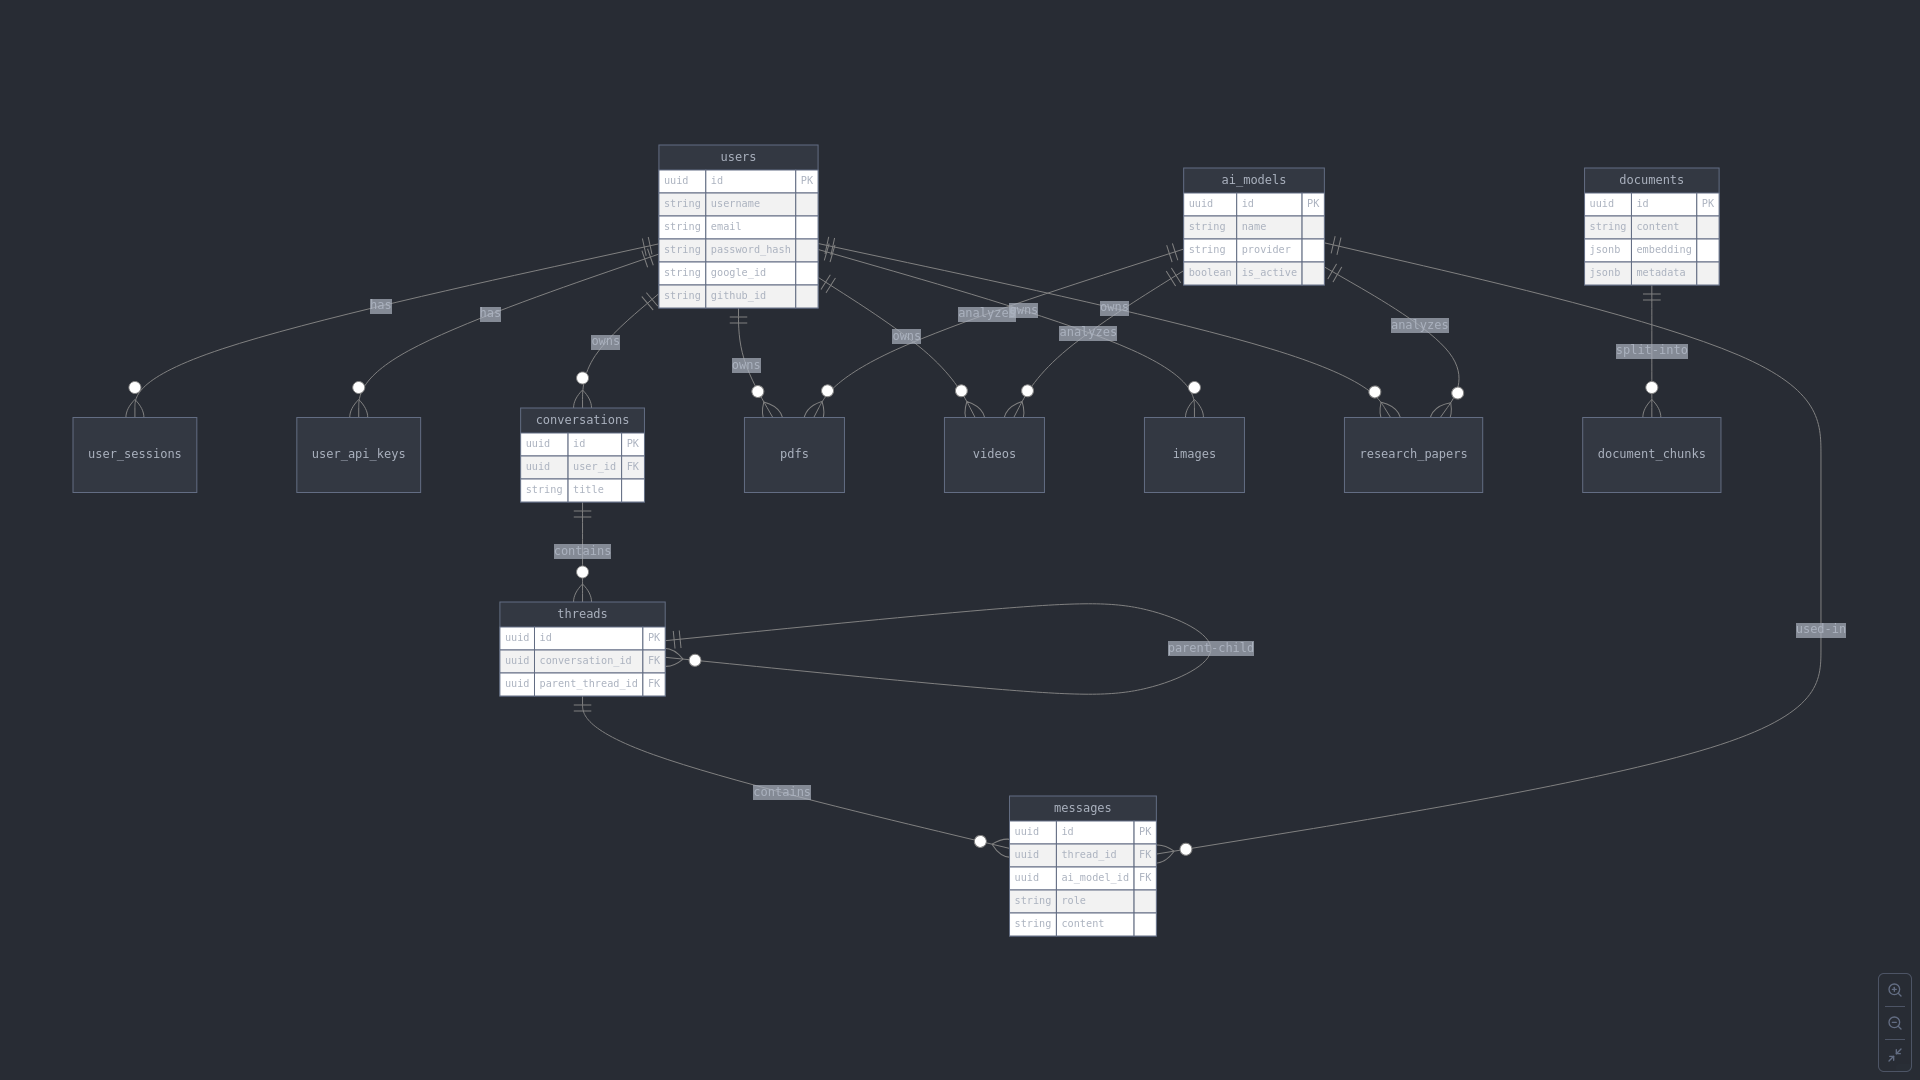 users
uuid id PK
string username
string email
string password_hash
string google_id
string github_id
ai_models
uuid id PK
string name
string provider
boolean is_active
documents
uuid id PK
string content
jsonb embedding
jsonb metadata
has
has
owns
owns
owns
analyzes
owns
analyzes
owns
analyzes
split-into
user_sessions
user_api_keys
conversations
uuid id PK
uuid user_id FK
string title
pdfs
videos
images
research_papers
document_chunks
contains
threads
uuid id PK
uuid conversation_id FK
uuid parent_thread_id FK
parent-child
used-in
contains
messages
uuid id PK
uuid thread_id FK
uuid ai_model_id FK
string role
string content